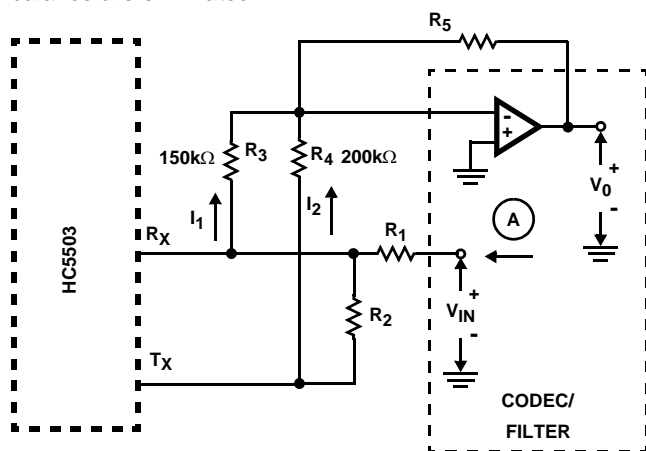 R5
150kΩ R3
R4 200kΩ
-
+
I1
I2
V0
+
-
A
RX
R1
HC5503
R2
VIN
+
-
TX
CODEC/
FILTER